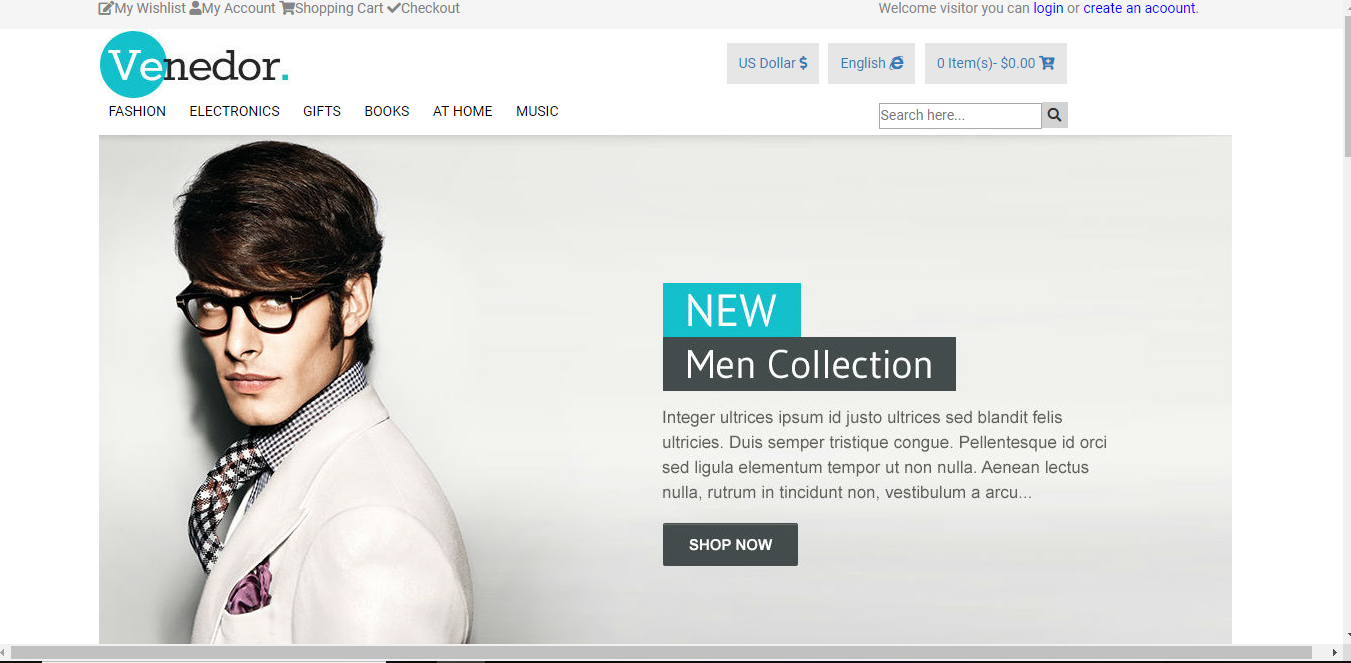 My Wishlist My Account Shopping Cart Checkout
Welcome visitor you can login or create an acoount.
Venedor.
US Dollar $ English 0 Item(s)- $0.00
FASHION ELECTRONICS GIFTS BOOKS AT HOME MUSIC
Search here...
NEW
Men Collection
Integer ultrices ipsum id justo ultrices sed blandit felis
ultricies. Duis semper tristique congue. Pellentesque id orci
sed ligula elementum tempor ut non nulla. Aenean lectus
nulla, rutrum in tincidunt non, vestibulum a arcu...
SHOP NOW